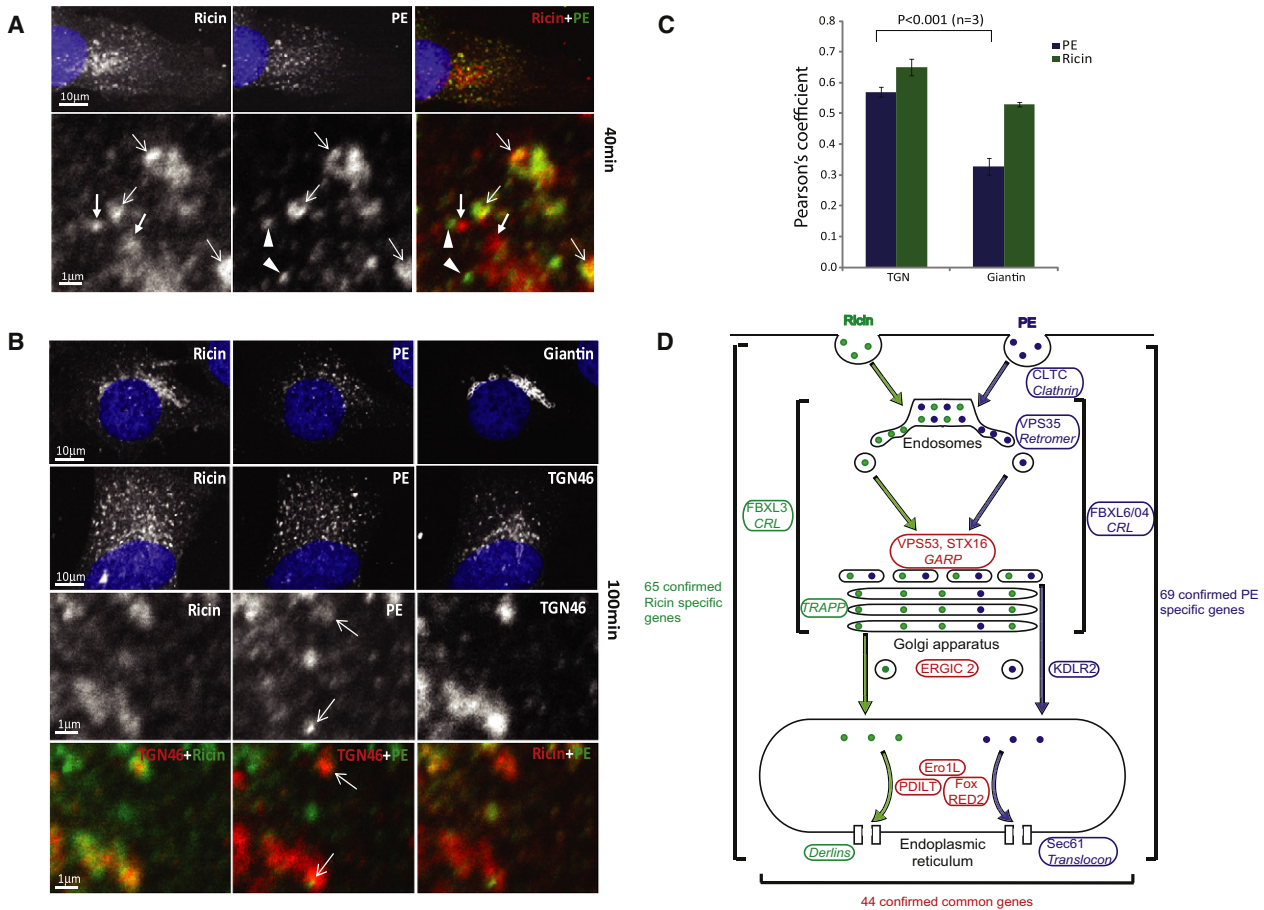 A
Ricin
PE
Ricin+PE
10µm
1µm
40min
B
Ricin
PE
Giantin
10µm
Ricin
PE
TGN46
10µm
Ricin
PE
TGN46
1µm
TGN46+Ricin
TGN46+PE
Ricin+PE
1µm
100min
C
P<0.001 (n=3)
PE
Ricin
Pearson's coefficient
0.8
0.7
0.6
0.5
0.4
0.3
0.2
0.1
0.0
TGN
Giantin
D
Ricin
PE
CLTC
Clathrin
VPS35
Retromer
Endosomes
FBXL3
CRL
FBXL6/04
CRL
VPS53, STX16
GARP
65 confirmed
Ricin specific
genes
69 confirmed PE
specific genes
TRAPP
Golgi apparatus
ERGIC 2
KDLR2
Ero1L
PDILT
Fox
RED2
Derlins
Endoplasmic
reticulum
Sec61
Translocon
44 confirmed common genes